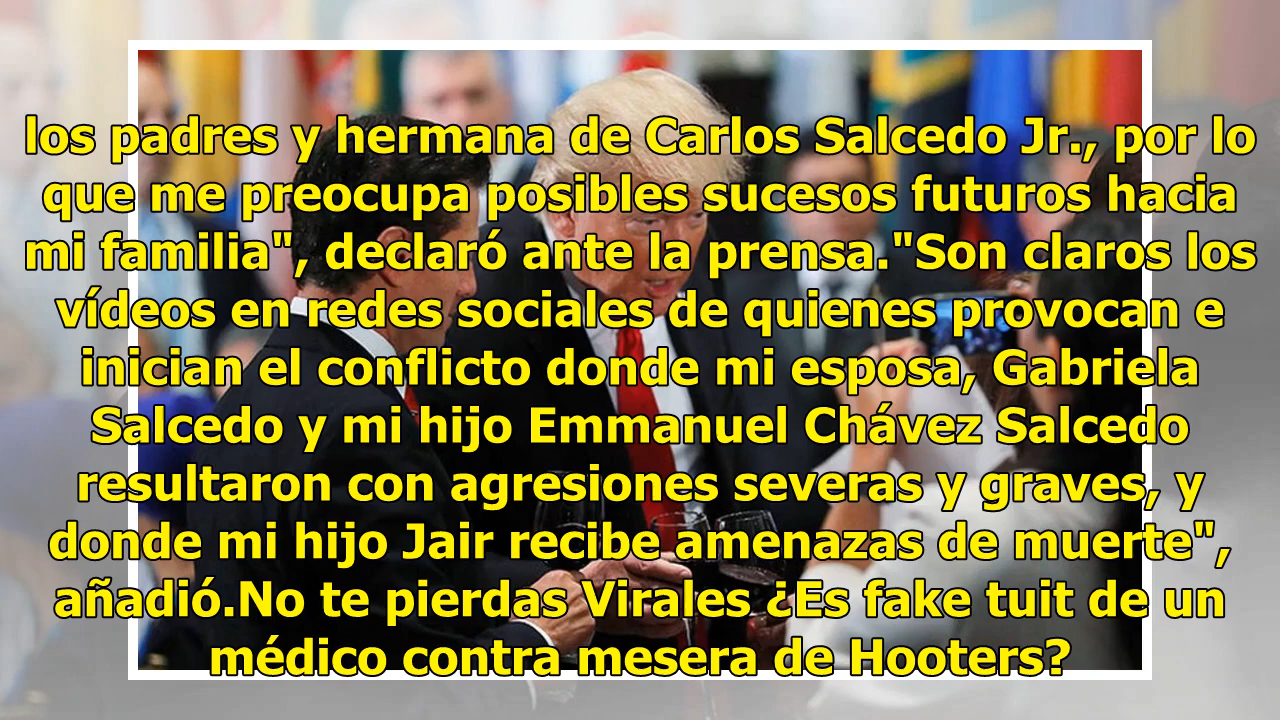 los padres y hermana de Carlos Salcedo Jr., por lo
que me preocupa posibles sucesos futuros hacia
mi familia", declaró ante la prensa."Son claros los
vídeos en redes sociales de quienes provocan e
inician el conflicto donde mi esposa, Gabriela
Salcedo y mi hijo Emmanuel Chávez Salcedo
resultaron con agresiones severas y graves, y
donde mi hijo Jair recibe amenazas de muerte",
añadió.No te pierdas Virales ¿Es fake tuit de un
médico contra mesera de Hooters?